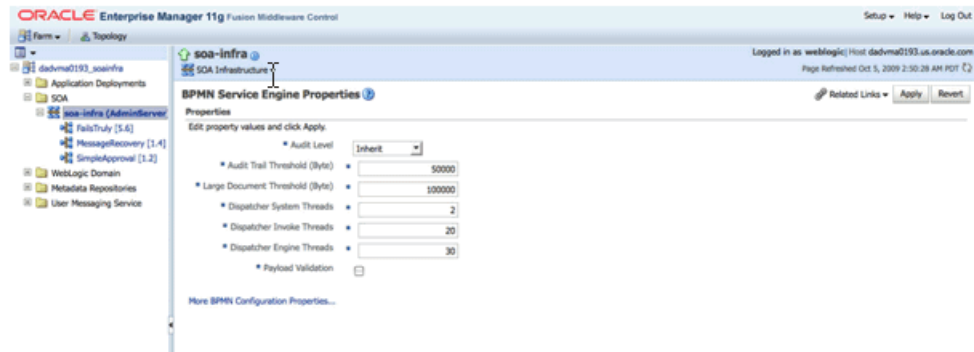 ORACLE Enterprise Manager 11g Fusion Middleware Control
Setup Help Log Out
Farm Topology
dadvma0193_soainfra
Application Deployments
SOA
soa-infra (AdminServer
FailsTruly [5.6]
MessageRecovery [1.4]
SimpleApproval [1.2]
WebLogic Domain
Metadata Repositories
User Messaging Service
soa-infra
Logged in as weblogic|Host dadvma0193.us.oracle.com
SOA Infrastructure
Page Refreshed Oct 5, 2009 2:50:28 AM PDT
BPMN Service Engine Properties
Related Links Apply Revert
Properties
Edit property values and click Apply.
* Audit Level Inherit
* Audit Trail Threshold (Byte) 50000
* Large Document Threshold (Byte) 100000
* Dispatcher System Threads 2
* Dispatcher Invoke Threads 20
* Dispatcher Engine Threads 30
* Payload Validation
More BPMN Configuration Properties...